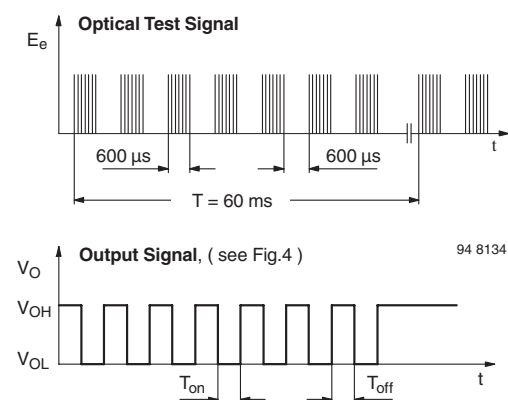 Optical Test Signal
Ee
t
600 µs
600 µs
T = 60 ms
94 8134
Output Signal, ( see Fig.4 )
VO
VOH
VOL
t
Ton
Toff